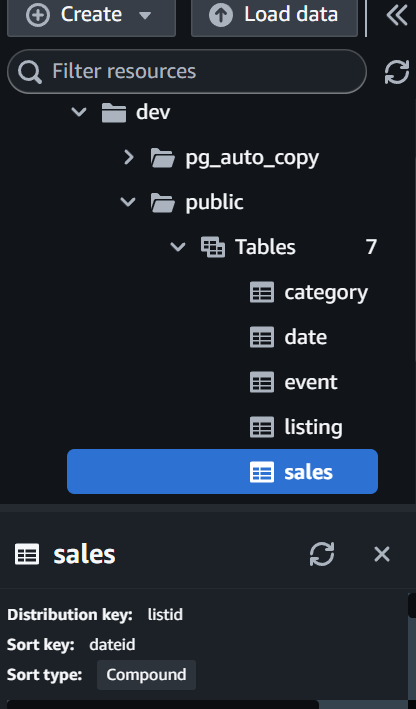 Create
Load data
Filter resources
dev
pg_auto_copy
public
Tables 7
category
date
event
listing
sales
sales
Distribution key: listid
Sort key: dateid
Sort type: Compound